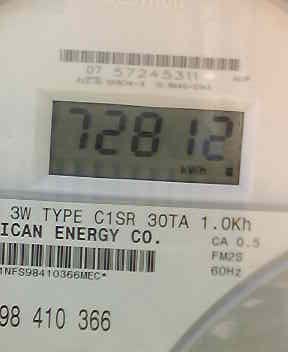 07 57245311
72812
kWh
3W TYPE C1SR 30TA 1.0Kh
ICAN ENERGY CO.
CA 0.5
FM2S
60Hz
1NFS98410366MEC*
98 410 366